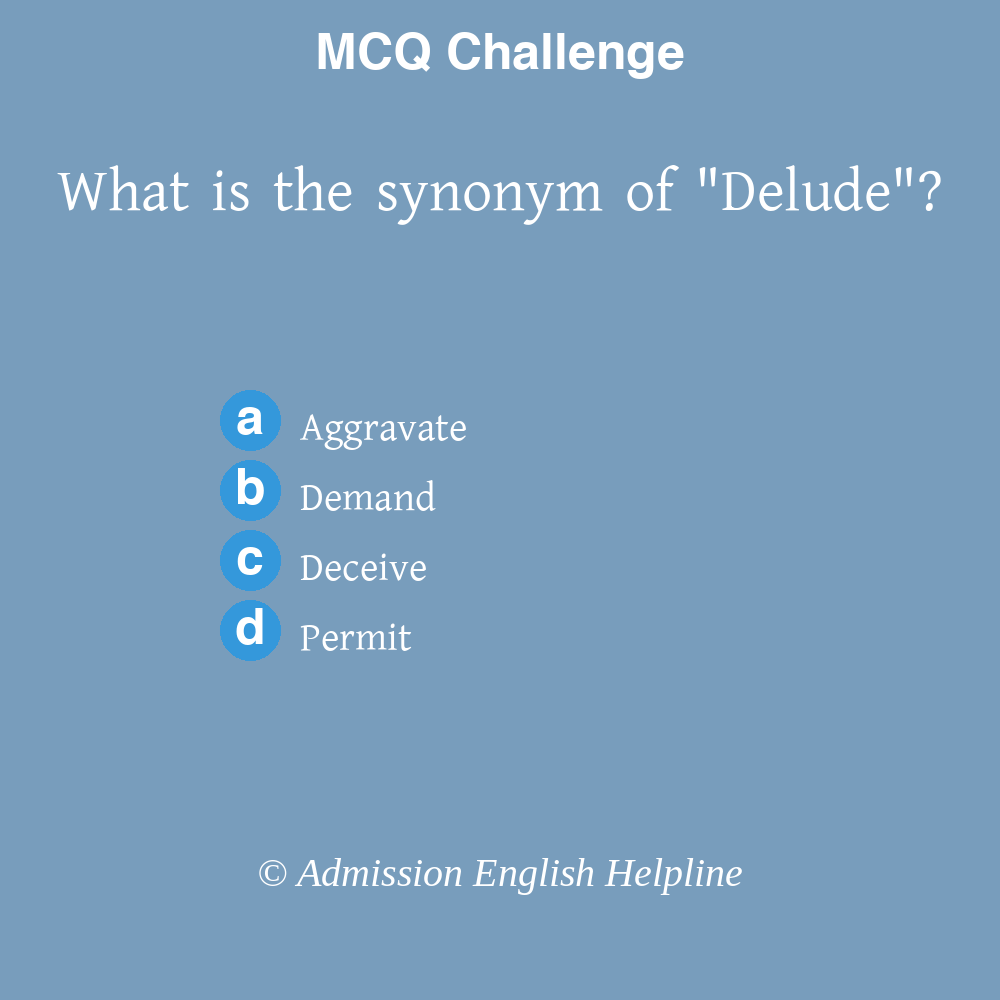 MCQ Challenge
What is the synonym of "Delude"?
a Aggravate
b Demand
c Deceive
d Permit
© Admission English Helpline